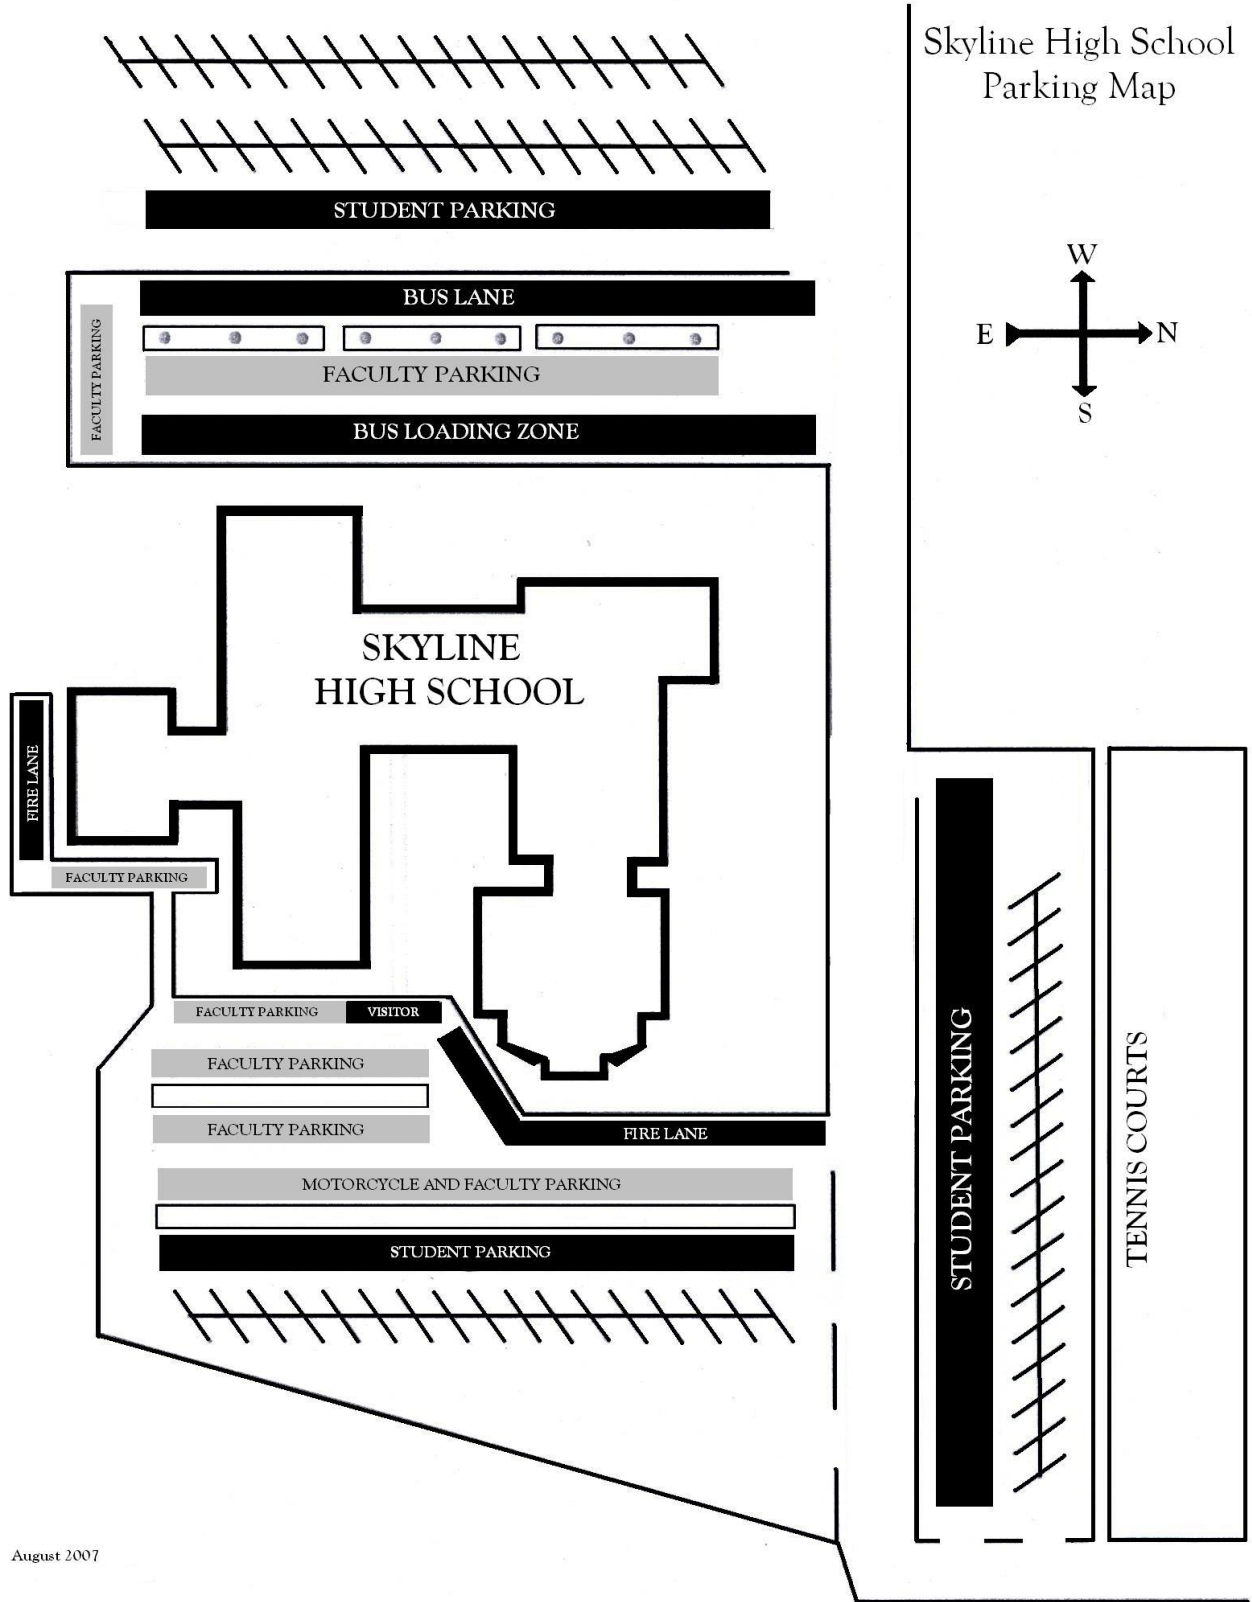 Skyline High School
Parking Map
STUDENT PARKING
W
E
N
S
BUS LANE
FACULTY PARKING
FACULTY PARKING
BUS LOADING ZONE
SKYLINE
HIGH SCHOOL
FIRE LANE
FACULTY PARKING
FACULTY PARKING
VISITOR
FACULTY PARKING
FACULTY PARKING
FIRE LANE
MOTORCYCLE AND FACULTY PARKING
STUDENT PARKING
STUDENT PARKING
TENNIS COURTS
August 2007